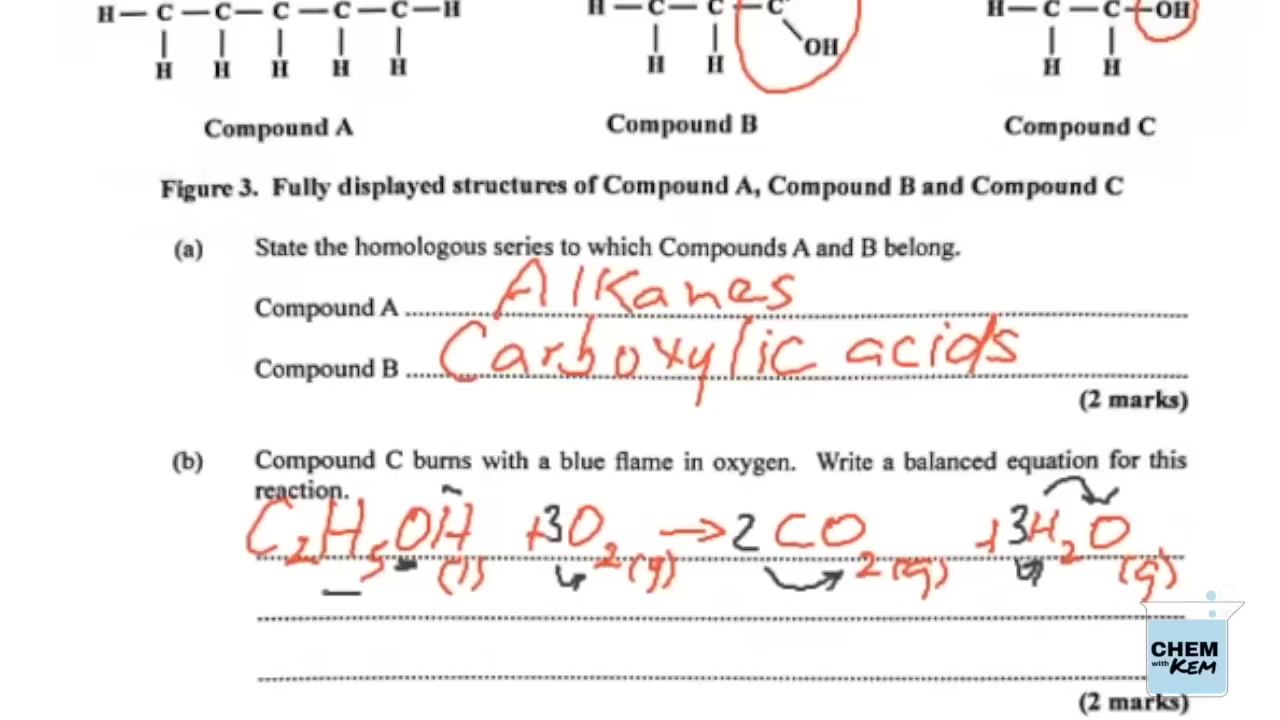 H — C — C — C — C — C — H
H — C — C — C
H — C — C — OH
OH
H H H H H
H H
H H
Compound A
Compound B
Compound C
Figure 3. Fully displayed structures of Compound A, Compound B and Compound C
(a) State the homologous series to which Compounds A and B belong.
Compound A Alkanes
Compound B Carboxylic acids
(2 marks)
(b) Compound C burns with a blue flame in oxygen. Write a balanced equation for this
reaction.
C₂H₅OH(l) + 3O₂(g) → 2CO₂(g) + 3H₂O(g)
(2 marks)
CHEM
with KEM